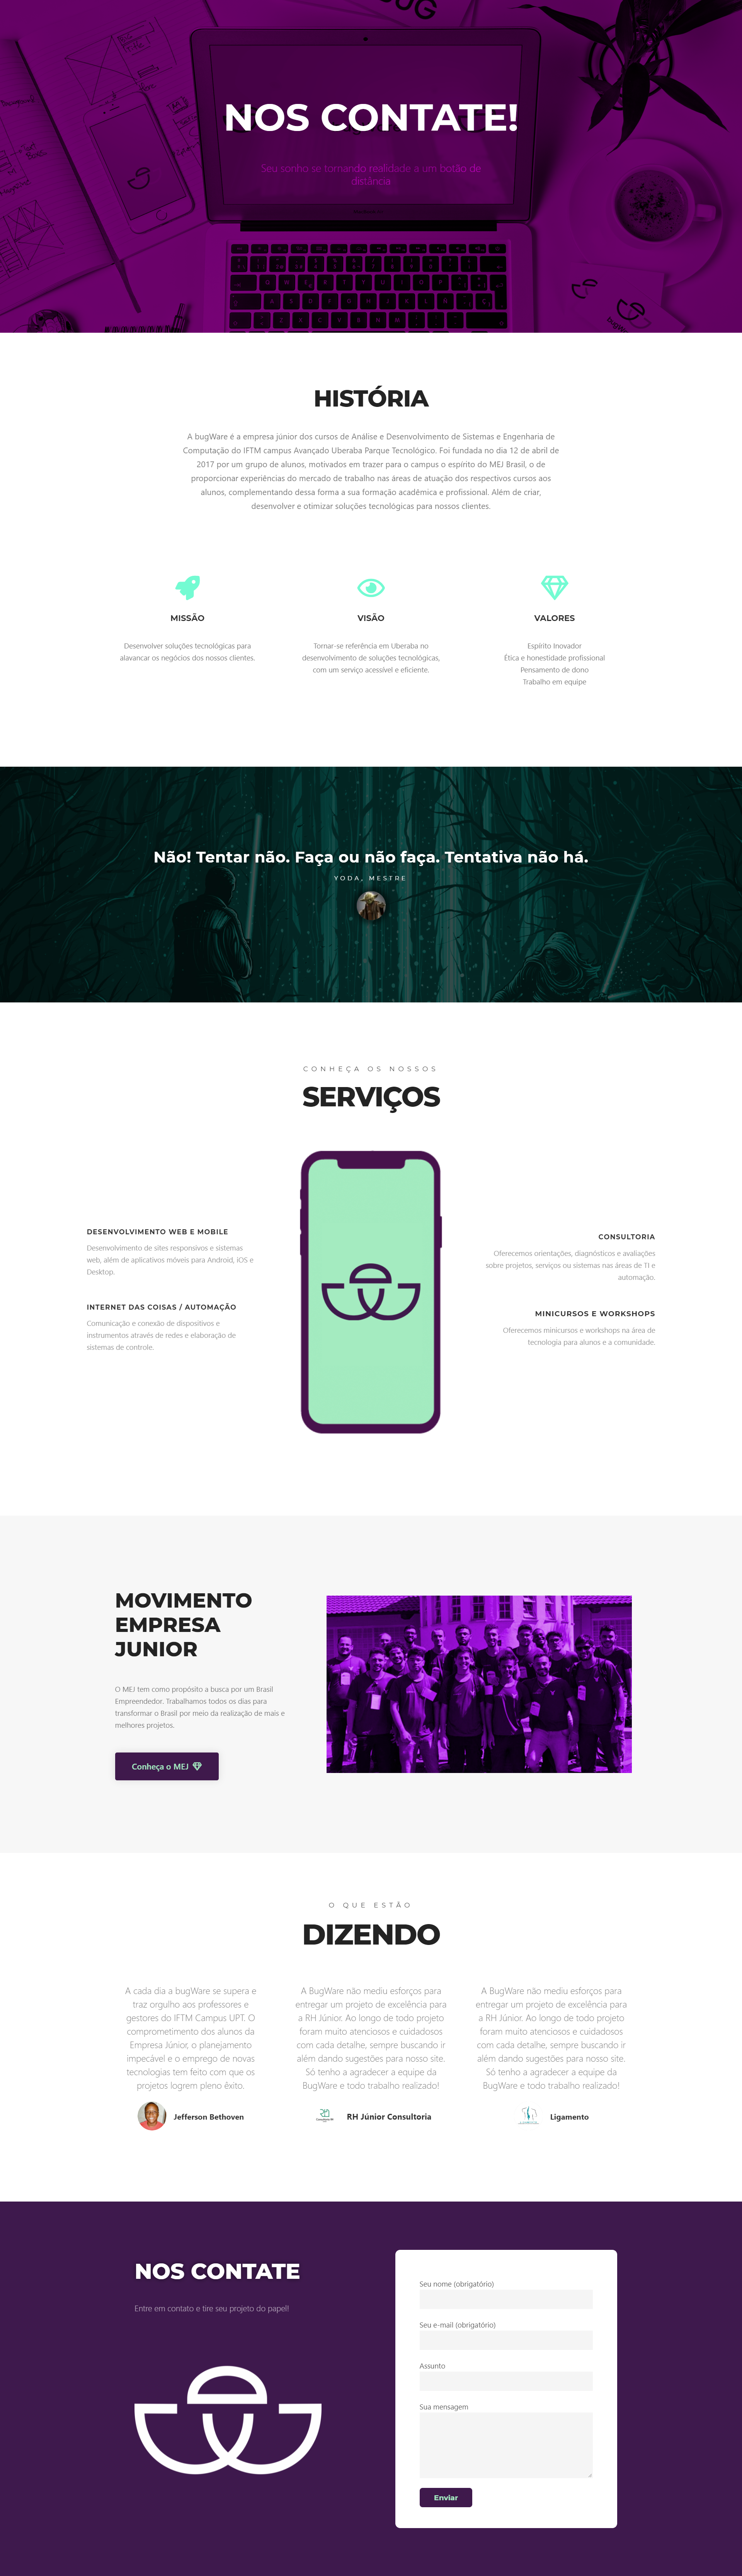 NOS CONTATE!
Seu sonho se tornando realidade a um botão de
distância
HISTÓRIA
A bugWare é a empresa júnior dos cursos de Análise e Desenvolvimento de Sistemas e Engenharia de
Computação do IFTM campus Avançado Uberaba Parque Tecnológico. Foi fundada no dia 12 de abril de
2017 por um grupo de alunos, motivados em trazer para o campus o espírito do MEJ Brasil, o de
proporcionar experiências do mercado de trabalho nas áreas de atuação dos respectivos cursos aos
alunos, complementando dessa forma a sua formação acadêmica e profissional. Além de criar,
desenvolver e otimizar soluções tecnológicas para nossos clientes.
MISSÃO
Desenvolver soluções tecnológicas para
alavancar os negócios dos nossos clientes.
VISÃO
Tornar-se referência em Uberaba no
desenvolvimento de soluções tecnológicas,
com um serviço acessível e eficiente.
VALORES
Espírito Inovador
Ética e honestidade profissional
Pensamento de dono
Trabalho em equipe
Não! Tentar não. Faça ou não faça. Tentativa não há.
YODA, MESTRE
CONHEÇA OS NOSSOS
SERVIÇOS
DESENVOLVIMENTO WEB E MOBILE
Desenvolvimento de sites responsivos e sistemas
web, além de aplicativos móveis para Android, IOS e
Desktop.
INTERNET DAS COISAS / AUTOMAÇÃO
Comunicação e conexão de dispositivos e
instrumentos através de redes e elaboração de
sistemas de controle.
CONSULTORIA
Oferecemos orientações, diagnósticos e avaliações
sobre projetos, serviços ou sistemas nas áreas de TI e
automação.
MINICURSOS E WORKSHOPS
Oferecemos minicursos e workshops na área de
tecnologia para alunos e a comunidade.
MOVIMENTO
EMPRESA
JUNIOR
O MEJ tem como propósito a busca por um Brasil
Empreendedor. Trabalhamos todos os dias para
transformar o Brasil por meio da realização de mais e
melhores projetos.
Conheça o MEJ
O QUE ESTÃO
DIZENDO
A cada dia a bugWare se supera e
traz orgulho aos professores e
gestores do IFTM Campus UPT. O
comprometimento dos alunos da
Empresa Júnior, o planejamento
impecável e o emprego de novas
tecnologias tem feito com que os
projetos logrem pleno êxito.
Jefferson Bethoven
A BugWare não mediu esforços para
entregar um projeto de excelência para
a RH Júnior. Ao longo de todo projeto
foram muito atenciosos e cuidadosos
com cada detalhe, sempre buscando ir
além dando sugestões para nosso site.
Só tenho a agradecer a equipe da
BugWare e todo trabalho realizado!
RH Júnior Consultoria
A BugWare não mediu esforços para
entregar um projeto de excelência para
a RH Júnior. Ao longo de todo projeto
foram muito atenciosos e cuidadosos
com cada detalhe, sempre buscando ir
além dando sugestões para nosso site.
Só tenho a agradecer a equipe da
BugWare e todo trabalho realizado!
Ligamento
NOS CONTATE
Entre em contato e tire seu projeto do papel!
Seu nome (obrigatório)
Seu e-mail (obrigatório)
Assunto
Sua mensagem
Enviar